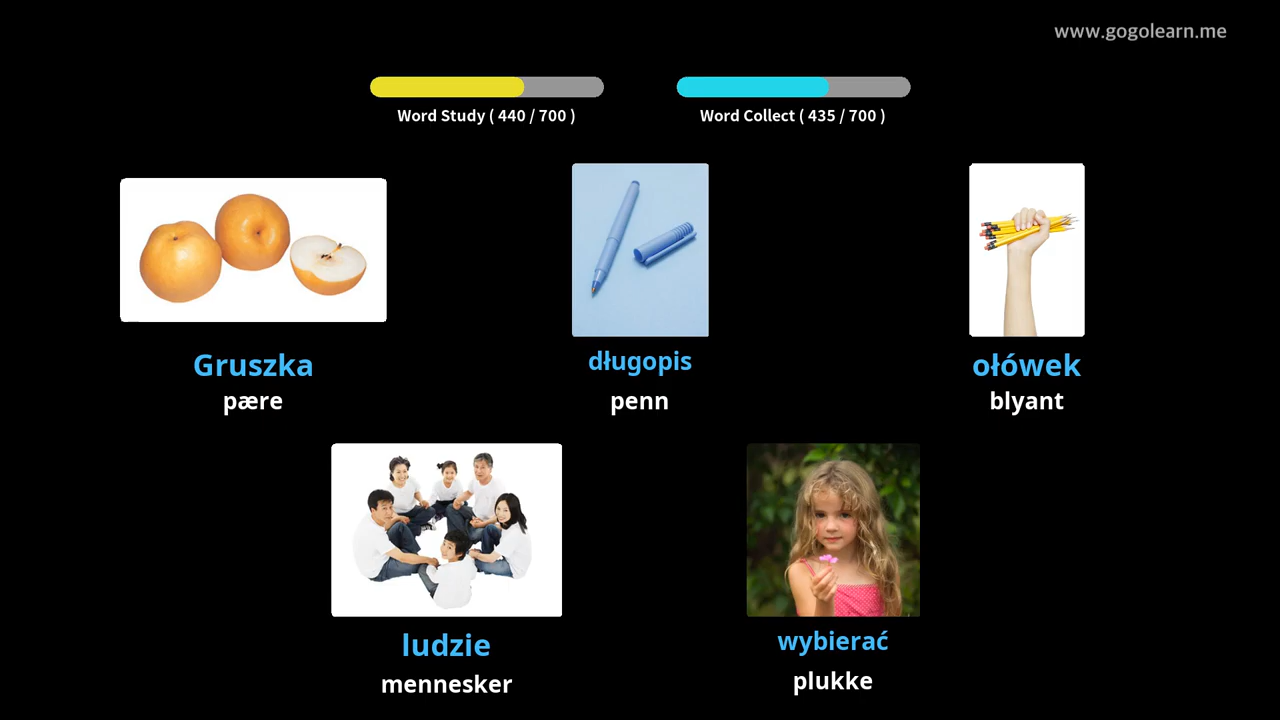 www.gogolearn.me
Word Study ( 440 / 700 )
Word Collect ( 435 / 700 )
Gruszka
pære
długopis
penn
ołówek
blyant
ludzie
mennesker
wybierać
plukke